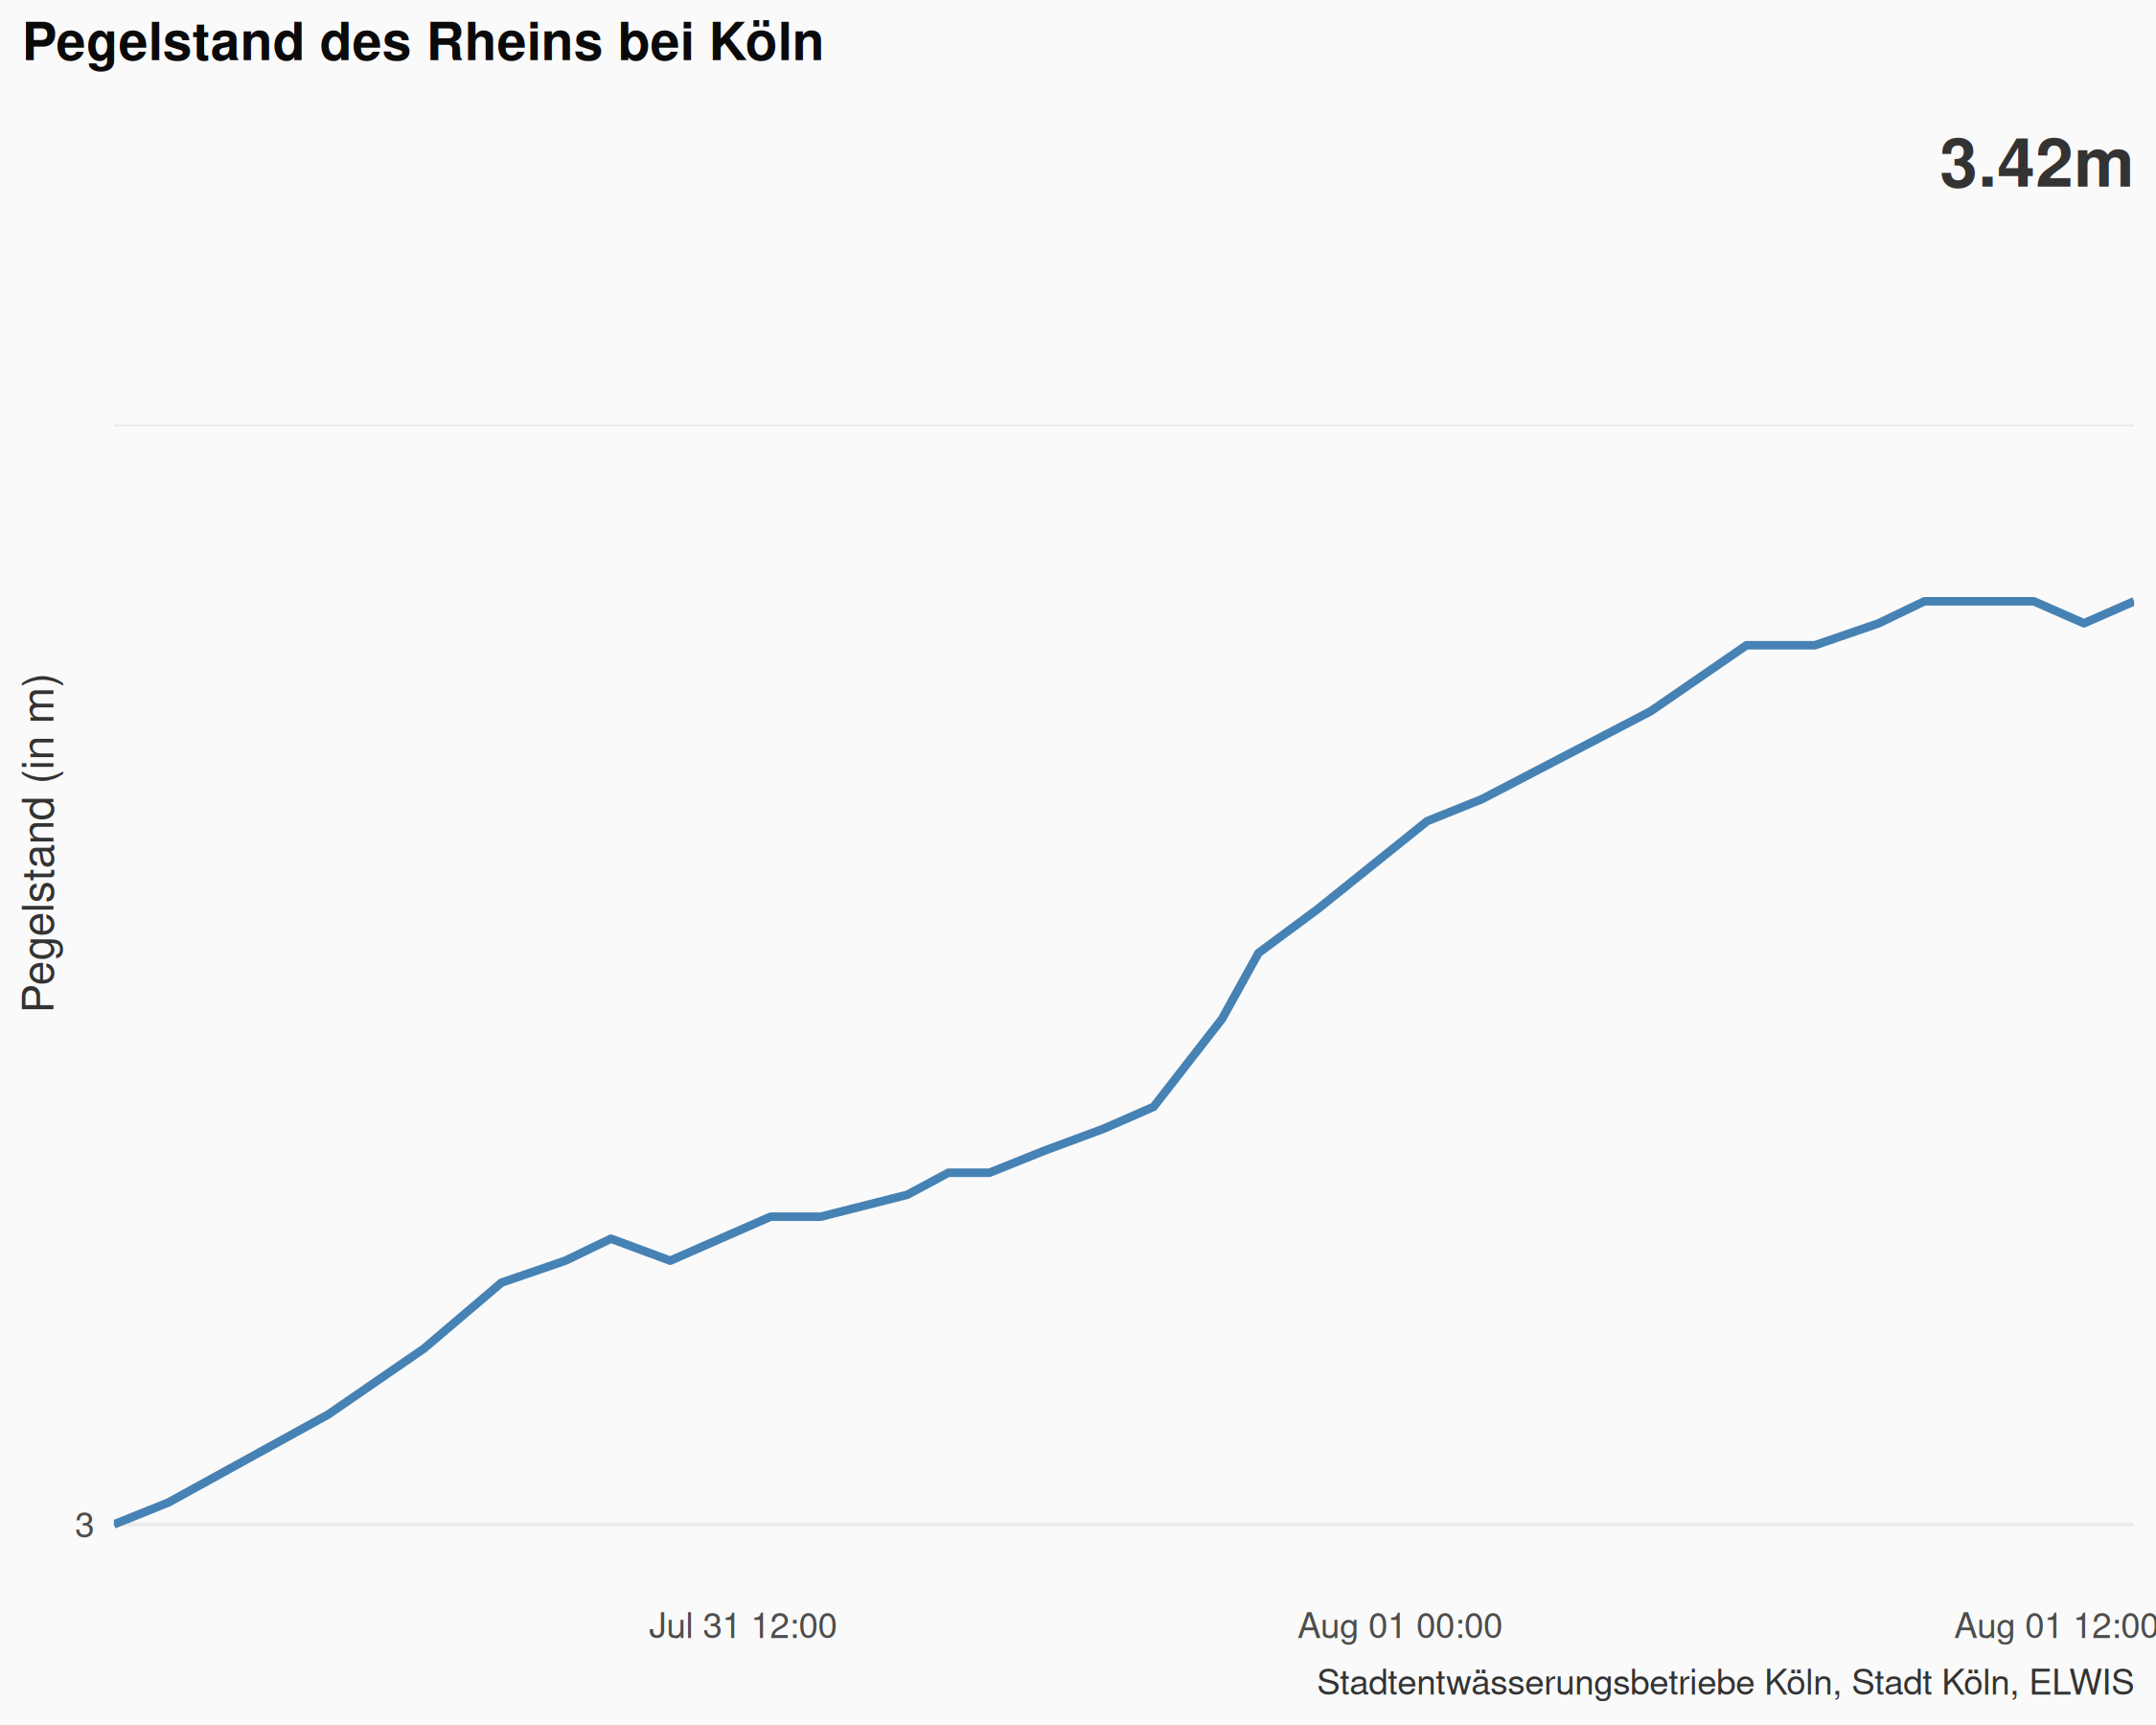 Pegelstand des Rheins bei Köln
3.42m
Pegelstand (in m)
3
Jul 31 12:00
Aug 01 00:00
Aug 01 12:00
Stadtentwässerungsbetriebe Köln, Stadt Köln, ELWIS